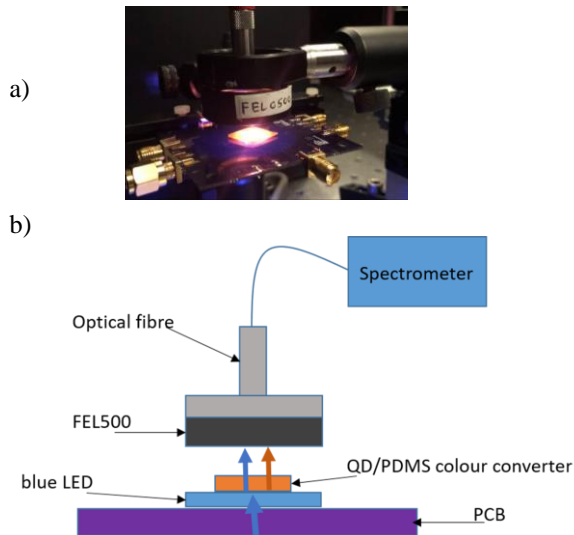 a)
FEL0500
b)
Spectrometer
Optical fibre
FEL500
QD/PDMS colour converter
blue LED
PCB